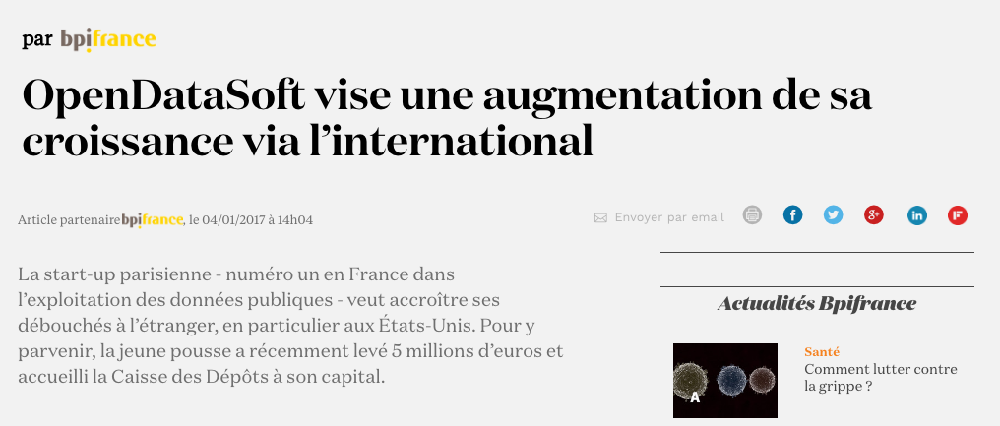 par bpifrance
OpenDataSoft vise une augmentation de sa
croissance via l’international
Article partenaire bpifrance, le 04/01/2017 à 14h04
Envoyer par email
La start-up parisienne - numéro un en France dans
l’exploitation des données publiques - veut accroître ses
débouchés à l’étranger, en particulier aux États-Unis. Pour y
parvenir, la jeune pousse a récemment levé 5 millions d’euros et
accueilli la Caisse des Dépôts à son capital.
Actualités Bpifrance
A
Santé
Comment lutter contre
la grippe ?